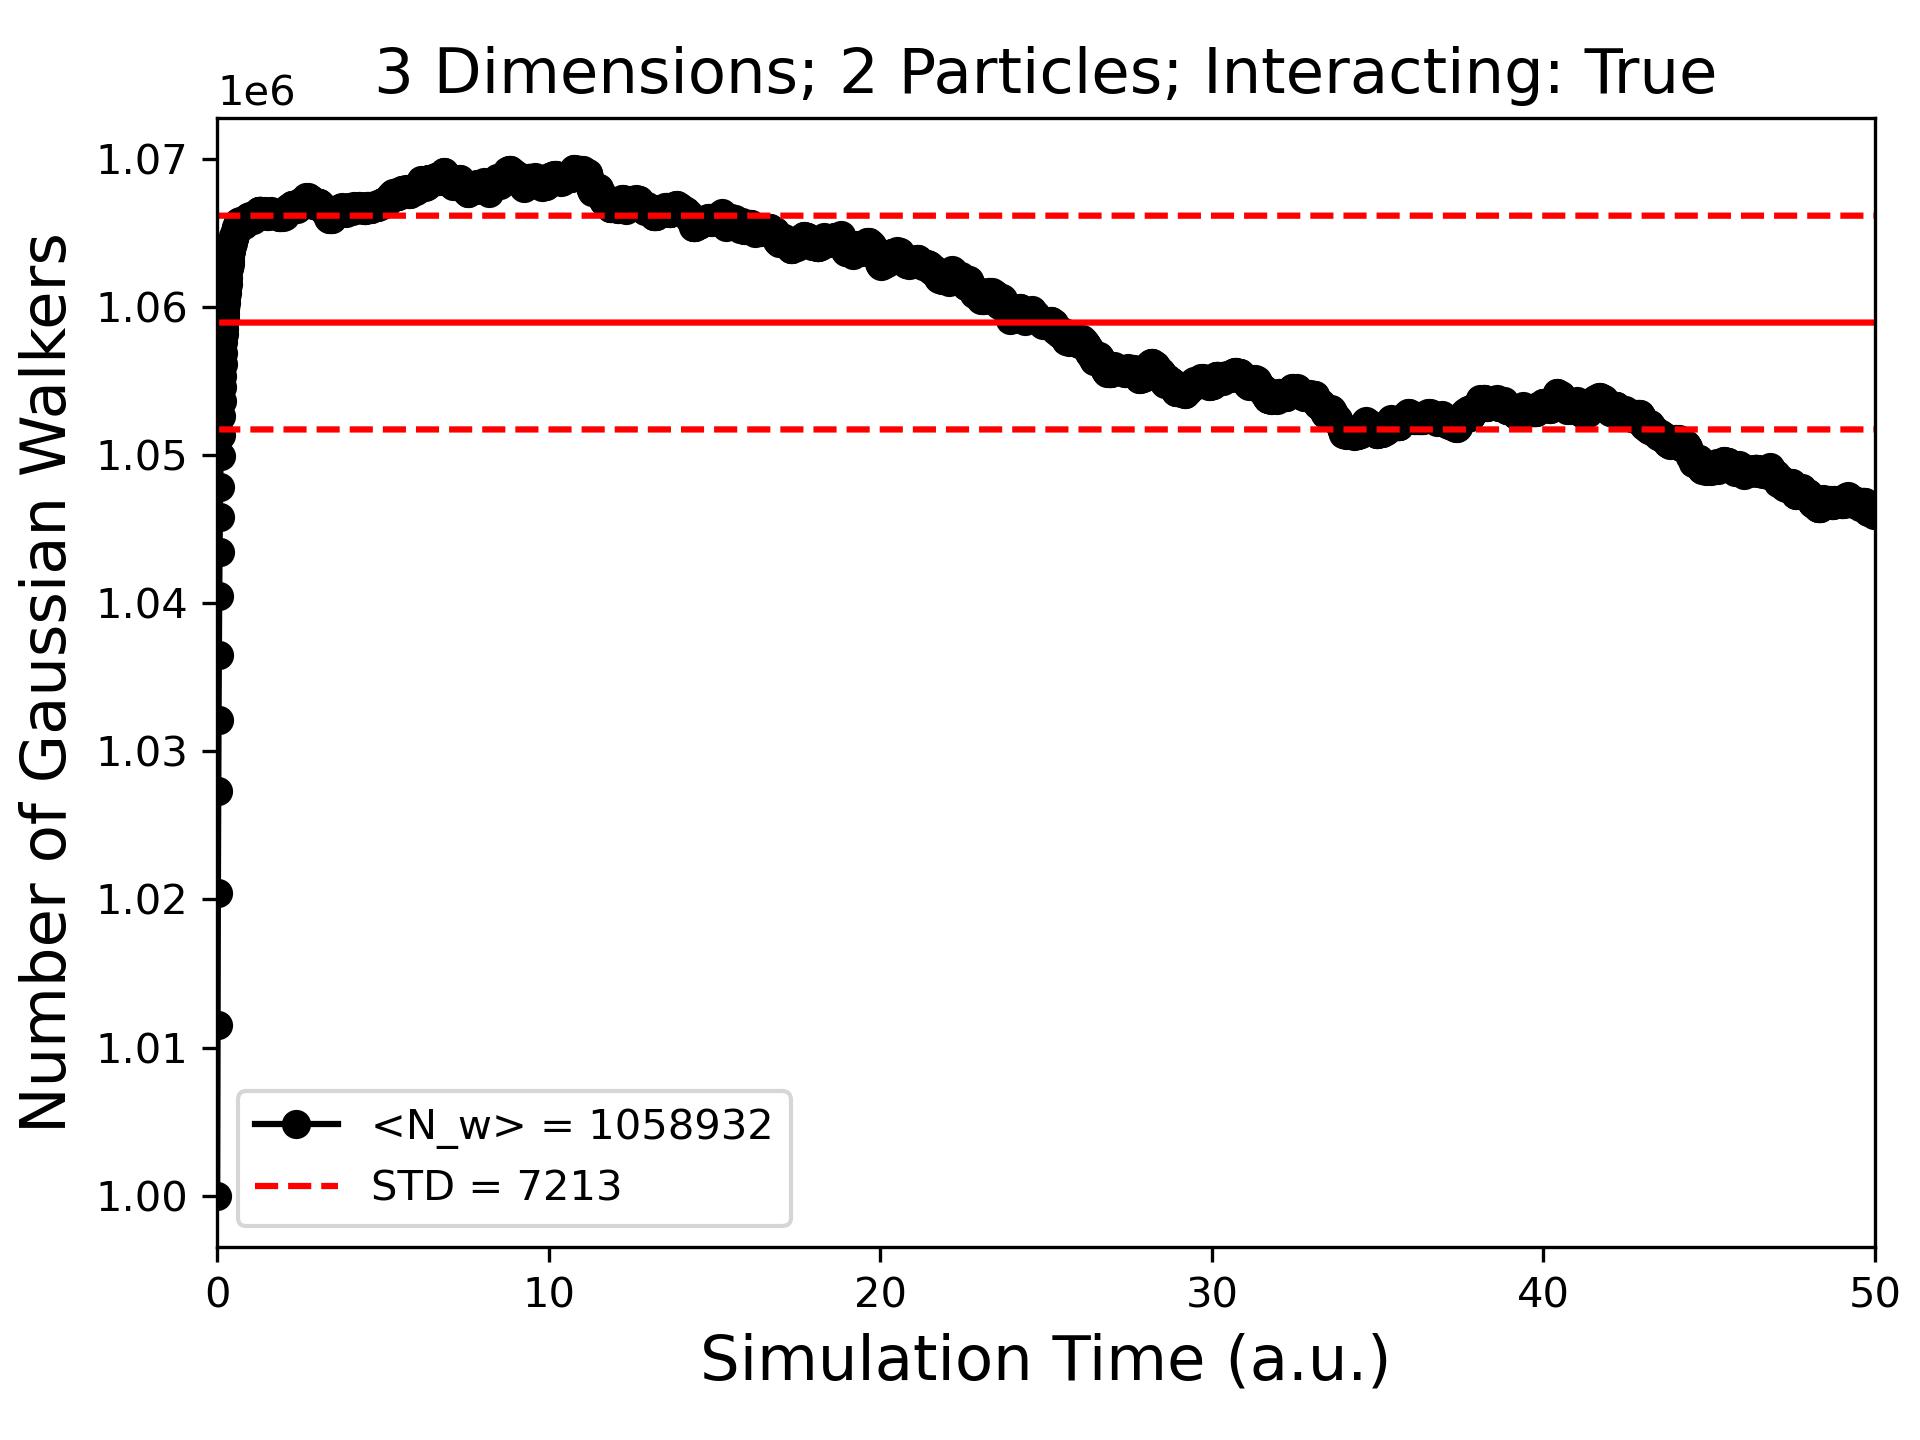 3 Dimensions; 2 Particles; Interacting: True
1e6
1.07
1.06
1.05
1.04
1.03
1.02
1.01
1.00
Number of Gaussian Walkers
<N_w> = 1058932
STD = 7213
0 10 20 30 40 50
Simulation Time (a.u.)